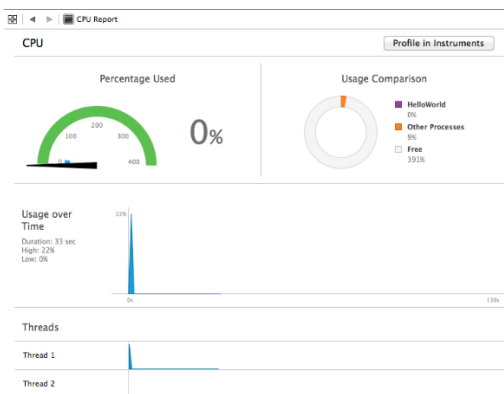 CPU Report
CPU
Profile in Instruments
Percentage Used
Usage Comparison
0 100 200 300 400
0%
HelloWorld
0%
Other Processes
9%
Free
391%
Usage over
Time
Duration: 33 sec
High: 22%
Low: 0%
22%
0s
130s
Threads
Thread 1
Thread 2